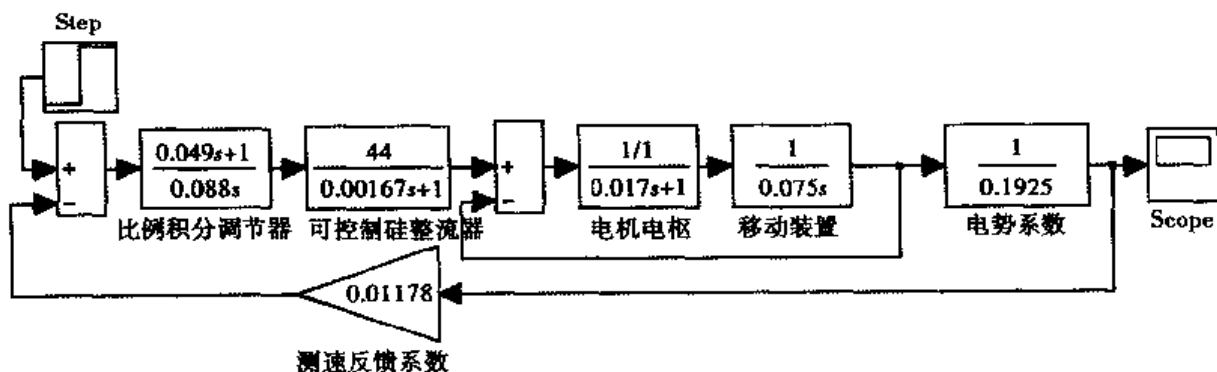 Step
+
−
0.049s+1
0.088s
比例积分调节器
44
0.00167s+1
可控制硅整流器
+
−
1/1
0.017s+1
电机电枢
1
0.075s
移动装置
1
0.1925
电势系数
Scope
0.01178
测速反馈系数